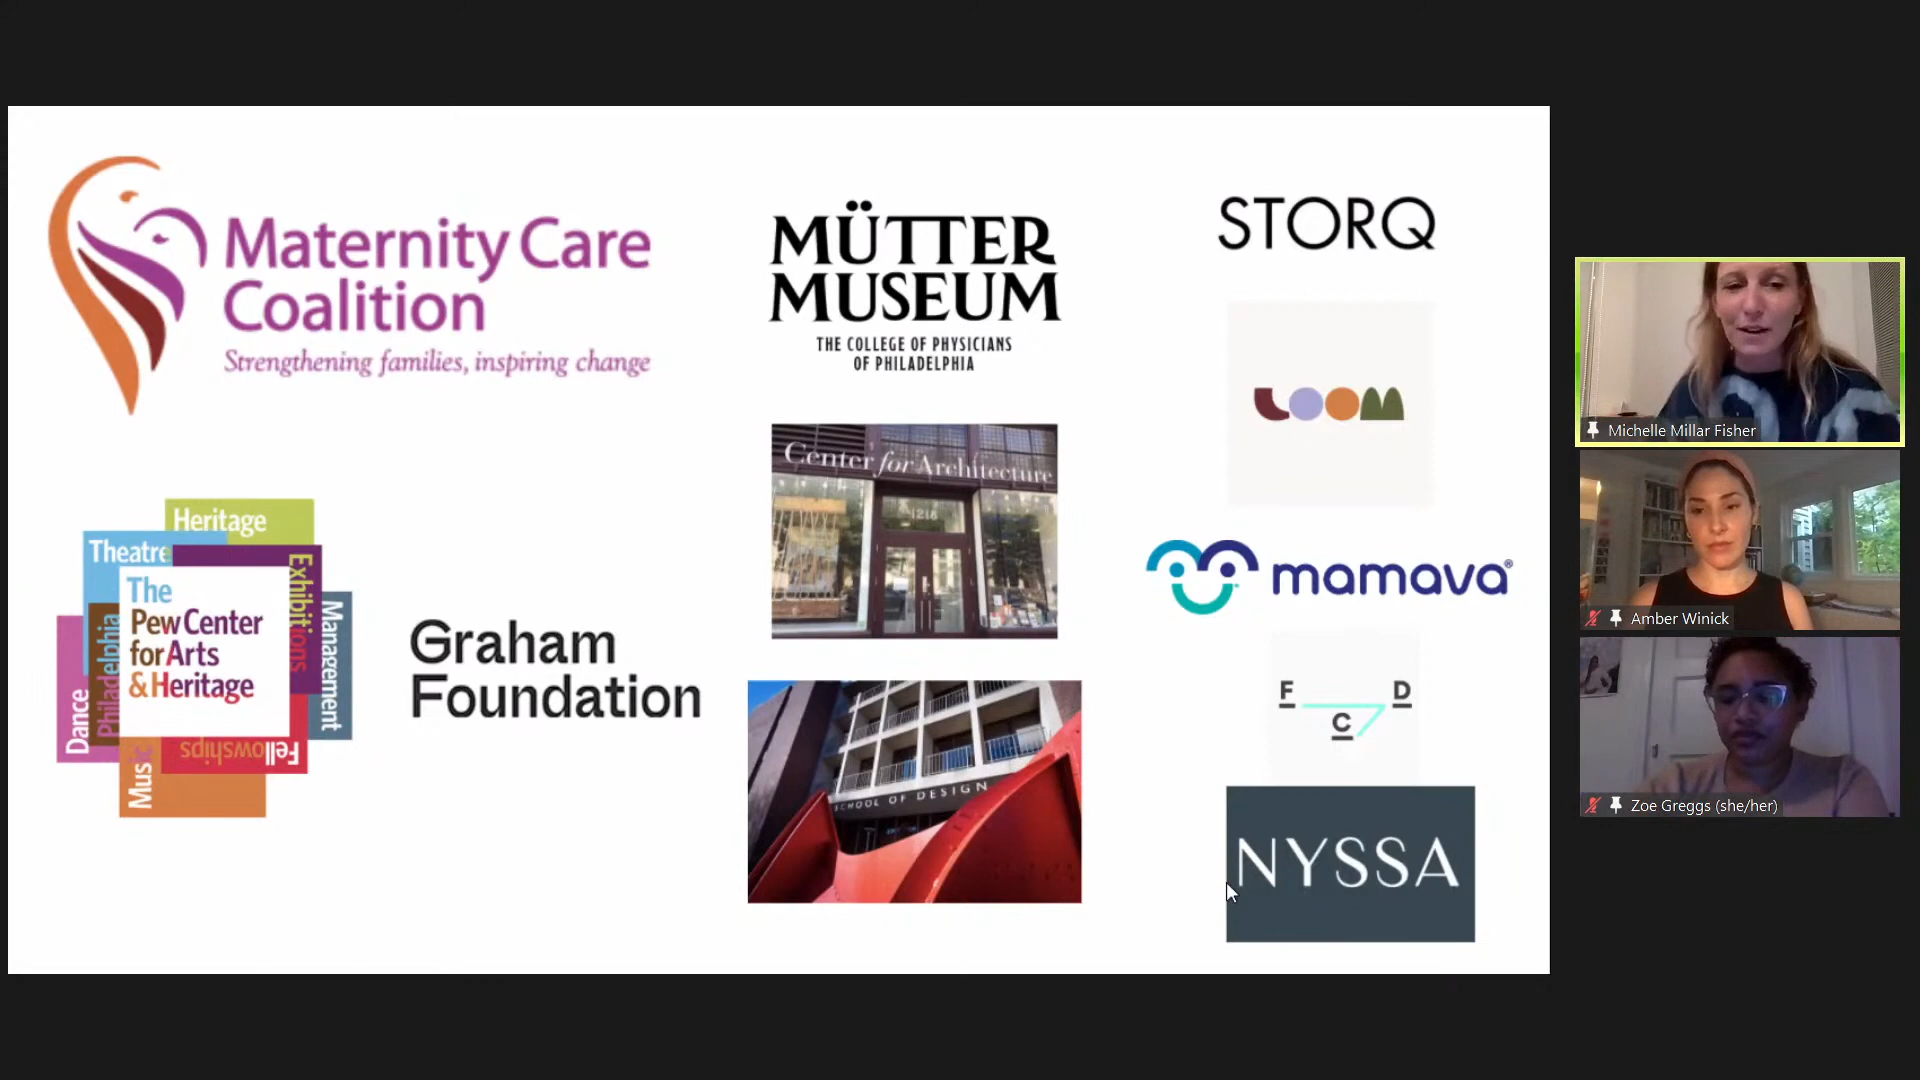 Maternity Care
Coalition
Strengthening families, inspiring change
MÜTTER
MUSEUM
THE COLLEGE OF PHYSICIANS
OF PHILADELPHIA
STORQ
LOOM
Center for Architecture
1218
mamava®
Heritage
Theatre
Exhibitions
Management
The
Pew Center
for Arts
& Heritage
Philadelphia
Dance
Fellowships
Music
Graham
Foundation
SCHOOL OF DESIGN
F D
C
NYSSA
Michelle Millar Fisher
Amber Winick
Zoe Greggs (she/her)